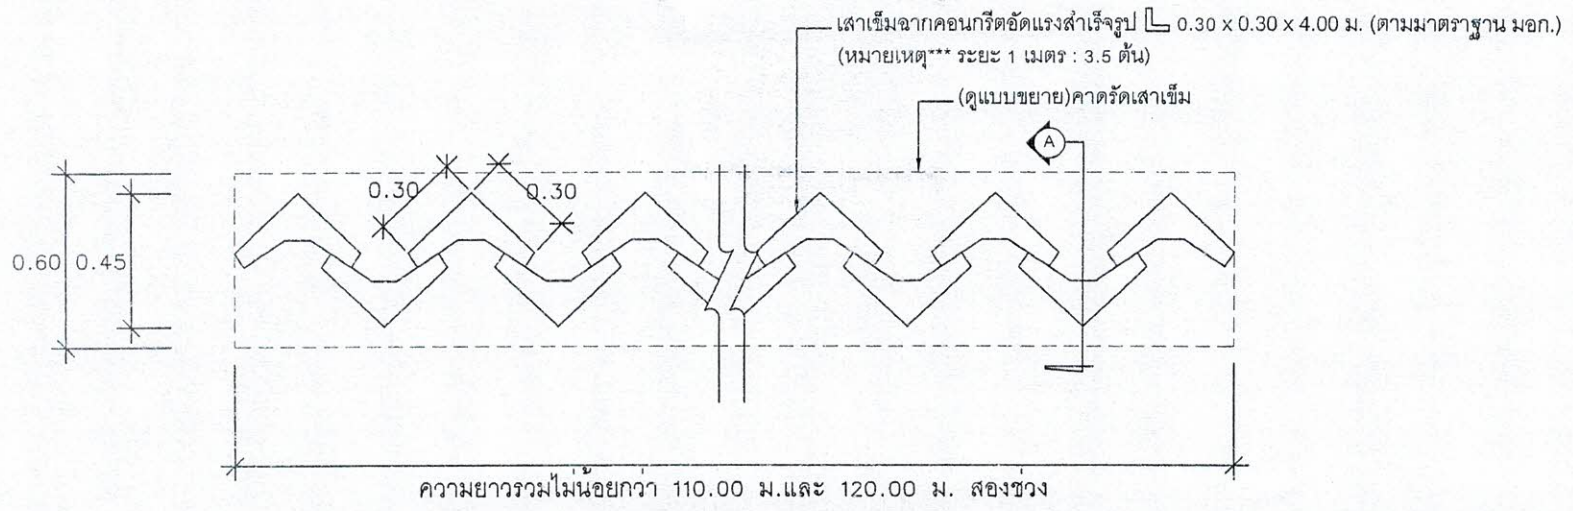 เสาเข็มฉากคอนกรีตอัดแรงสำเร็จรูป 0.30 x 0.30 x 4.00 ม. (ตามมาตราฐาน มอก.)
(หมายเหตุ*** ระยะ 1 เมตร : 3.5 ต้น)
(ดูแบบขยาย)คาดรัดเสาเข็ม
A
0.30
0.30
0.60
0.45
ความยาวรวมไม่น้อยกว่า 110.00 ม.และ 120.00 ม. สองช่วง